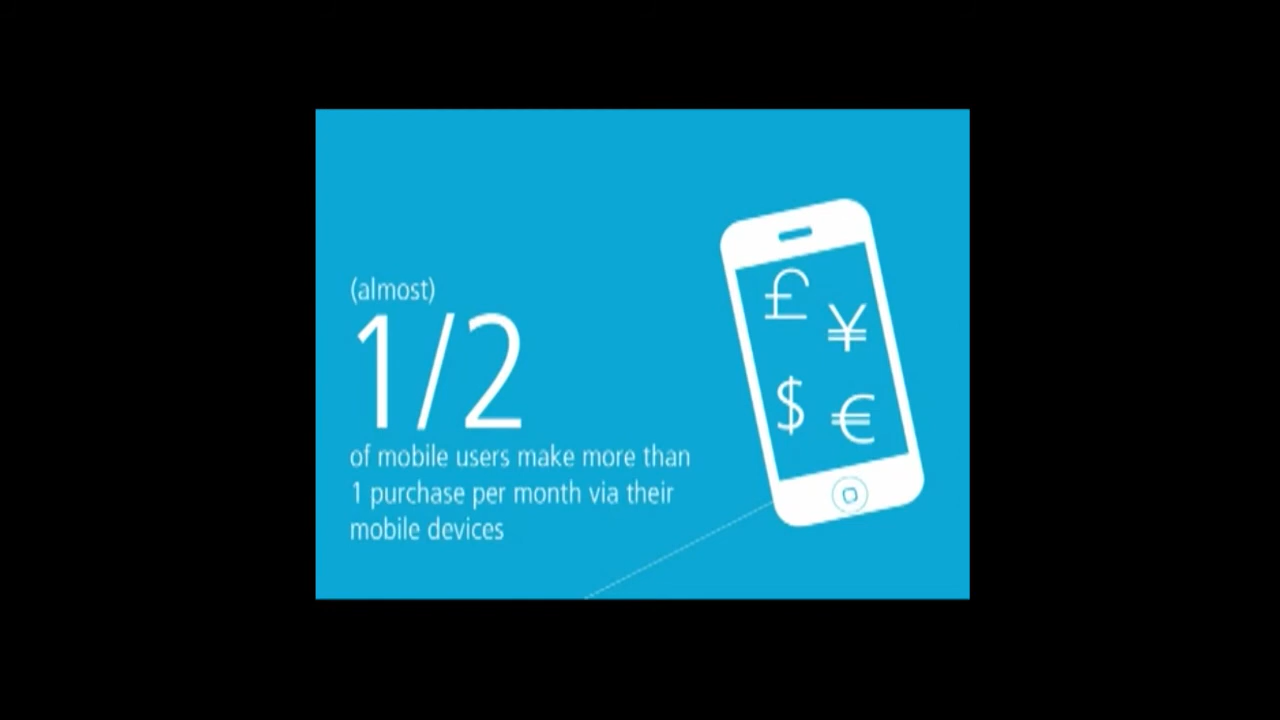 (almost)
1/2
of mobile users make more than
1 purchase per month via their
mobile devices
£
¥
$
€